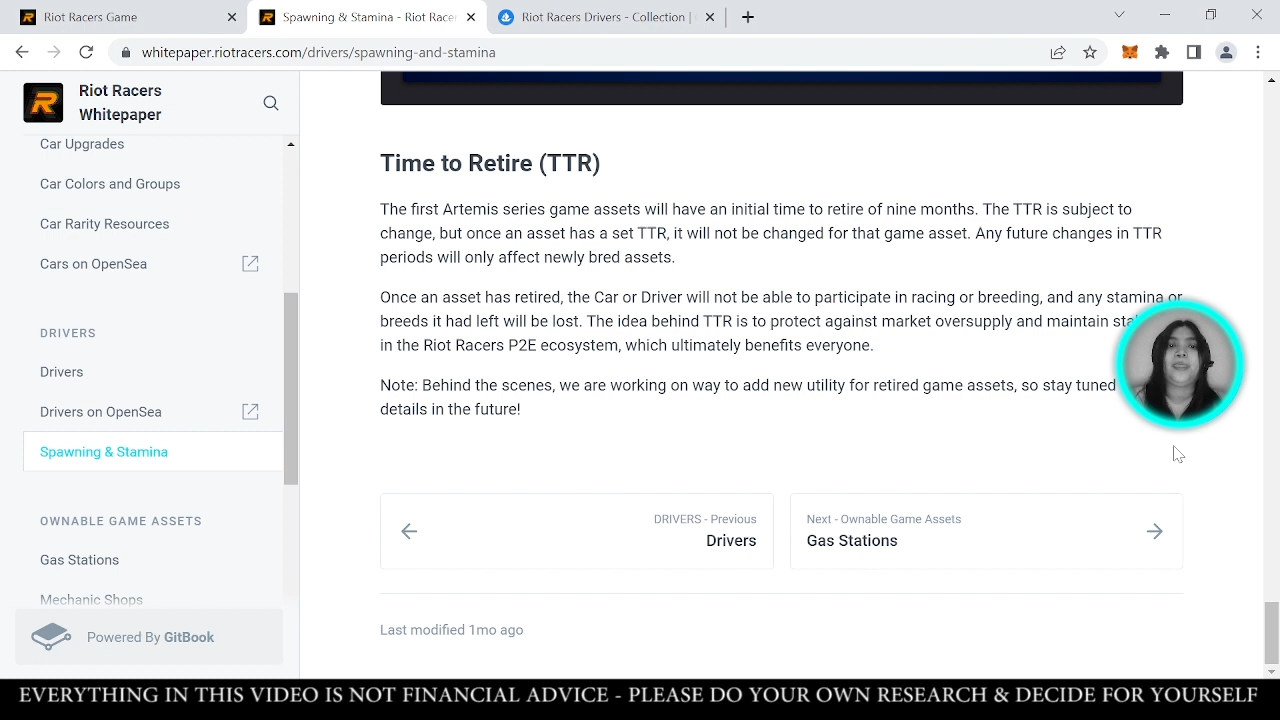 Riot Racers Game
Spawning & Stamina - Riot Racer
Riot Racers Drivers - Collection |
whitepaper.riotracers.com/drivers/spawning-and-stamina
Riot Racers
Whitepaper
Car Upgrades
Car Colors and Groups
Car Rarity Resources
Cars on OpenSea
DRIVERS
Drivers
Drivers on OpenSea
Spawning & Stamina
OWNABLE GAME ASSETS
Gas Stations
Mechanic Shops
Powered By GitBook
Time to Retire (TTR)
The first Artemis series game assets will have an initial time to retire of nine months. The TTR is subject to
change, but once an asset has a set TTR, it will not be changed for that game asset. Any future changes in TTR
periods will only affect newly bred assets.
Once an asset has retired, the Car or Driver will not be able to participate in racing or breeding, and any stamina or
breeds it had left will be lost. The idea behind TTR is to protect against market oversupply and maintain
in the Riot Racers P2E ecosystem, which ultimately benefits everyone.
Note: Behind the scenes, we are working on way to add new utility for retired game assets, so stay tuned
details in the future!
DRIVERS - Previous
Drivers
Next - Ownable Game Assets
Gas Stations
Last modified 1mo ago
EVERYTHING IN THIS VIDEO IS NOT FINANCIAL ADVICE - PLEASE DO YOUR OWN RESEARCH & DECIDE FOR YOURSELF